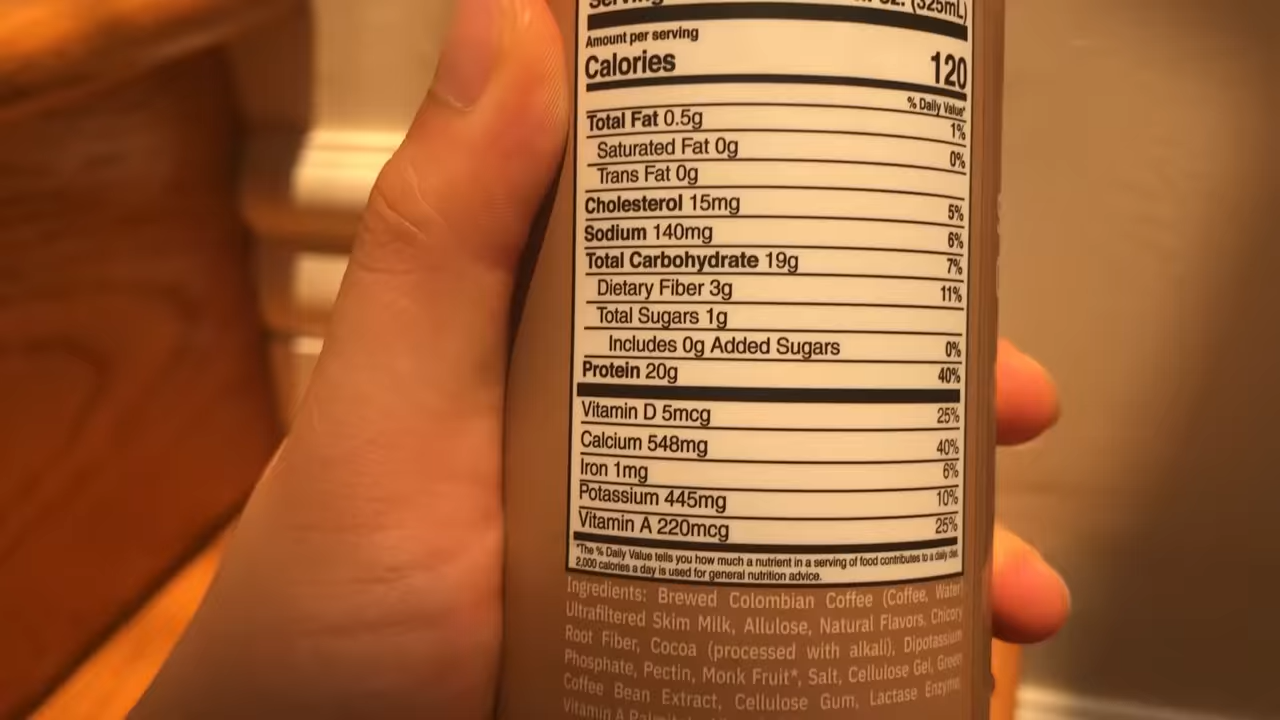 (325mL)
Amount per serving
Calories 120
% Daily Value*
Total Fat 0.5g 1%
Saturated Fat 0g 0%
Trans Fat 0g
Cholesterol 15mg 5%
Sodium 140mg 6%
Total Carbohydrate 19g 7%
Dietary Fiber 3g 11%
Total Sugars 1g
Includes 0g Added Sugars 0%
Protein 20g 40%
Vitamin D 5mcg 25%
Calcium 548mg 40%
Iron 1mg 6%
Potassium 445mg 10%
Vitamin A 220mcg 25%
*The % Daily Value tells you how much a nutrient in a serving of food contributes to a daily diet.
2,000 calories a day is used for general nutrition advice.
Ingredients: Brewed Colombian Coffee (Coffee, Water)
Ultrafiltered Skim Milk, Allulose, Natural Flavors, Chicory
Root Fiber, Cocoa (processed with alkali), Dipotassium
Phosphate, Pectin, Monk Fruit*, Salt, Cellulose Gel, Green
Coffee Bean Extract, Cellulose Gum, Lactase Enzyme,
Vitamin A